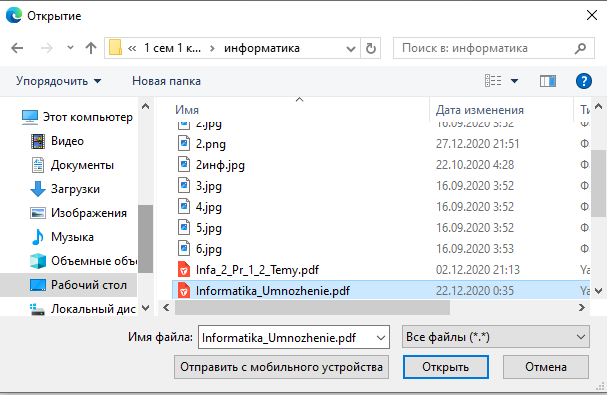 Открытие
« 1 сем 1 к... › информатика
Поиск в: информатика
Упорядочить Новая папка
Имя Дата изменения Ти
Этот компьютер
Видео
Документы
Загрузки
Изображения
Музыка
Объемные объе
Рабочий стол
Локальный дис
2.jpg 16.09.2020 3:52 Ф
2.png 27.12.2020 21:51 Ф
2инф.jpg 22.10.2020 4:28 Ф
3.jpg 16.09.2020 3:52 Ф
4.jpg 16.09.2020 3:52 Ф
5.jpg 16.09.2020 3:52 Ф
6.jpg 16.09.2020 3:53 Ф
Infa_2_Pr_1_2_Temy.pdf 02.12.2020 21:13 Ya
Informatika_Umnozhenie.pdf 22.12.2020 0:35 Ya
Имя файла: Informatika_Umnozhenie.pdf Все файлы (*.*)
Отправить с мобильного устройства Открыть Отмена